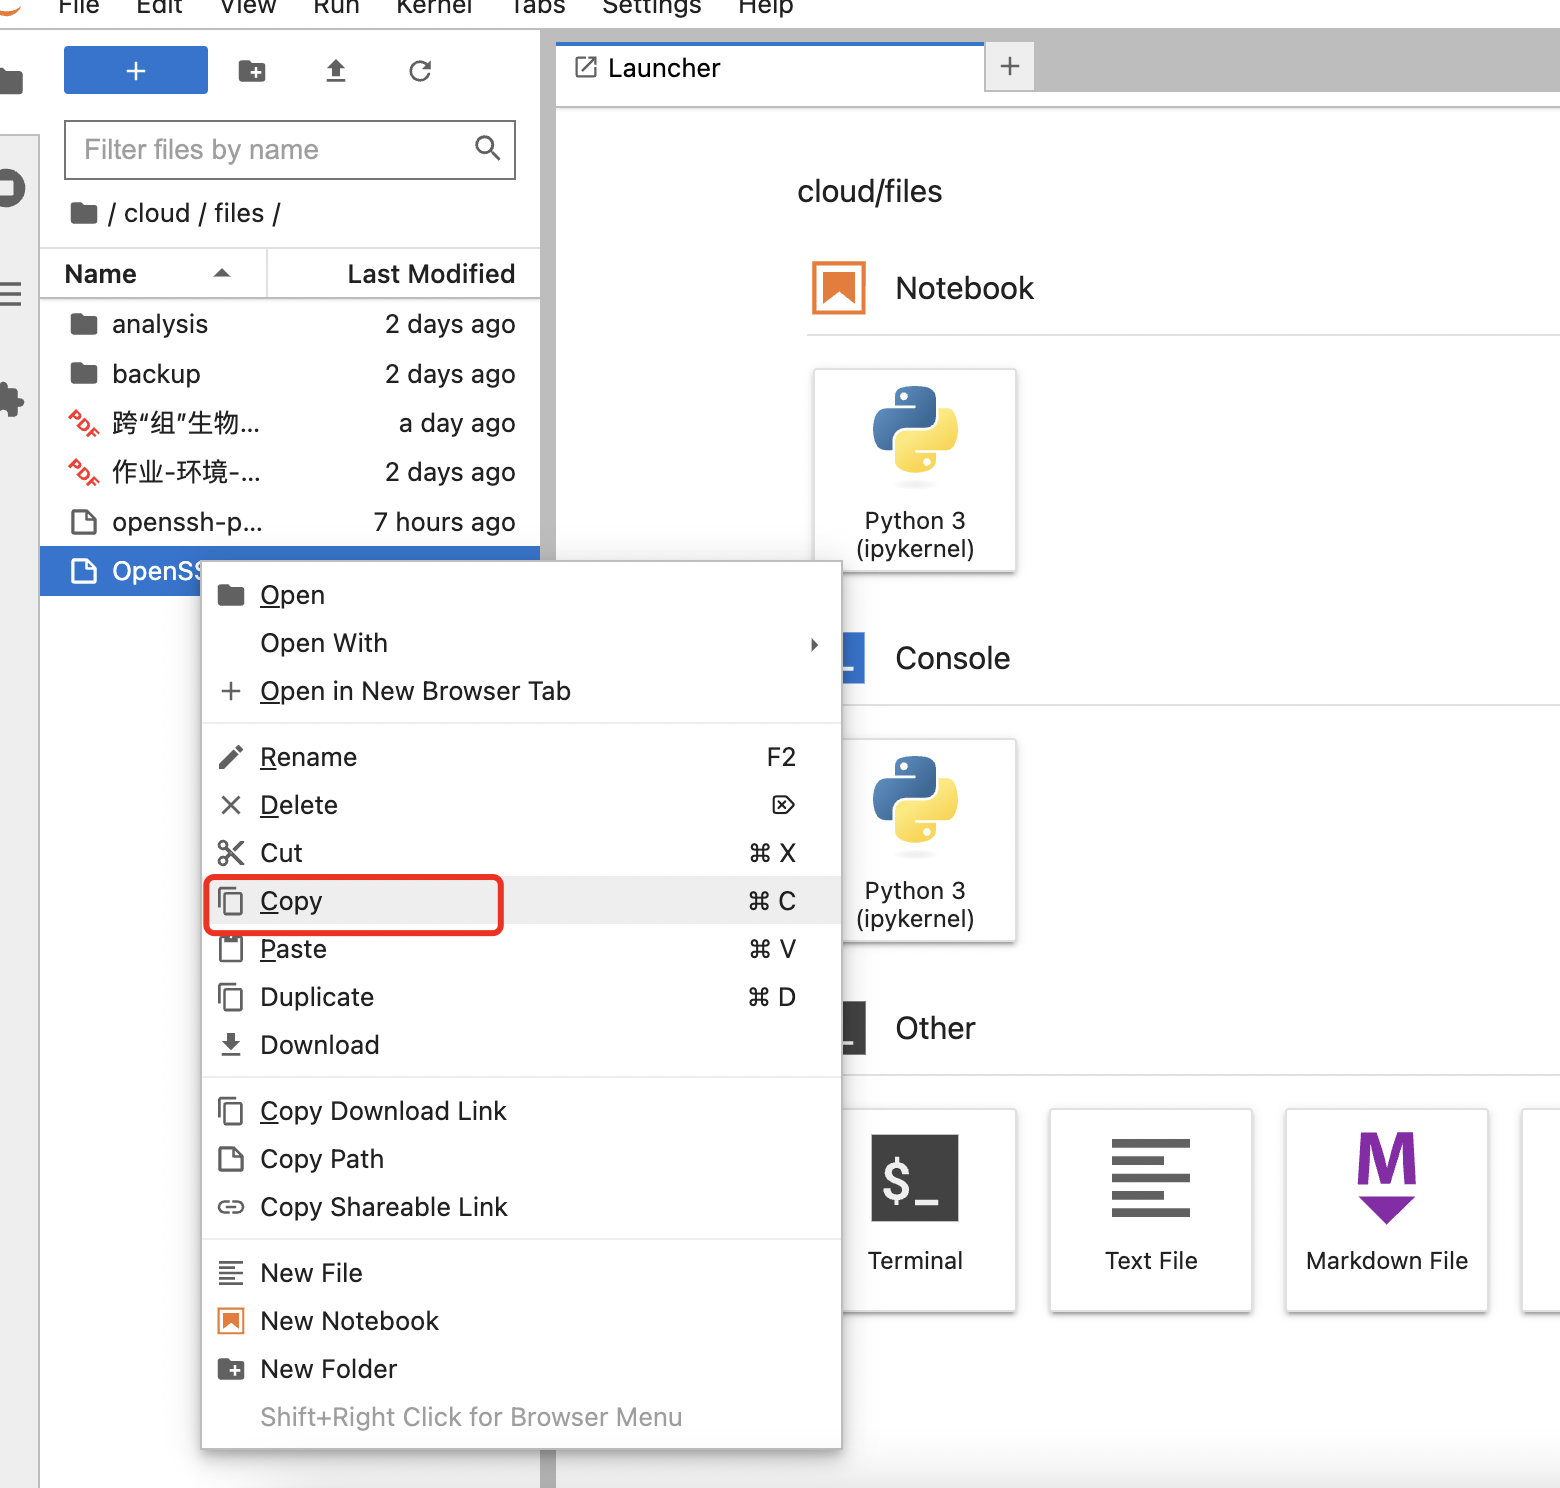 File Edit View Run Kernel Tabs Settings Help
Launcher
Filter files by name
/ cloud / files /
Name Last Modified
analysis 2 days ago
backup 2 days ago
PDF 跨“组”生物... a day ago
PDF 作业-环境-... 2 days ago
openssh-p... 7 hours ago
OpenSS
Open
Open With
Open in New Browser Tab
Rename F2
Delete
Cut ⌘ X
Copy ⌘ C
Paste ⌘ V
Duplicate ⌘ D
Download
Copy Download Link
Copy Path
Copy Shareable Link
New File
New Notebook
New Folder
Shift+Right Click for Browser Menu
cloud/files
Notebook
Python 3
(ipykernel)
Console
Python 3
(ipykernel)
Other
$_
Terminal
Text File
M
Markdown File